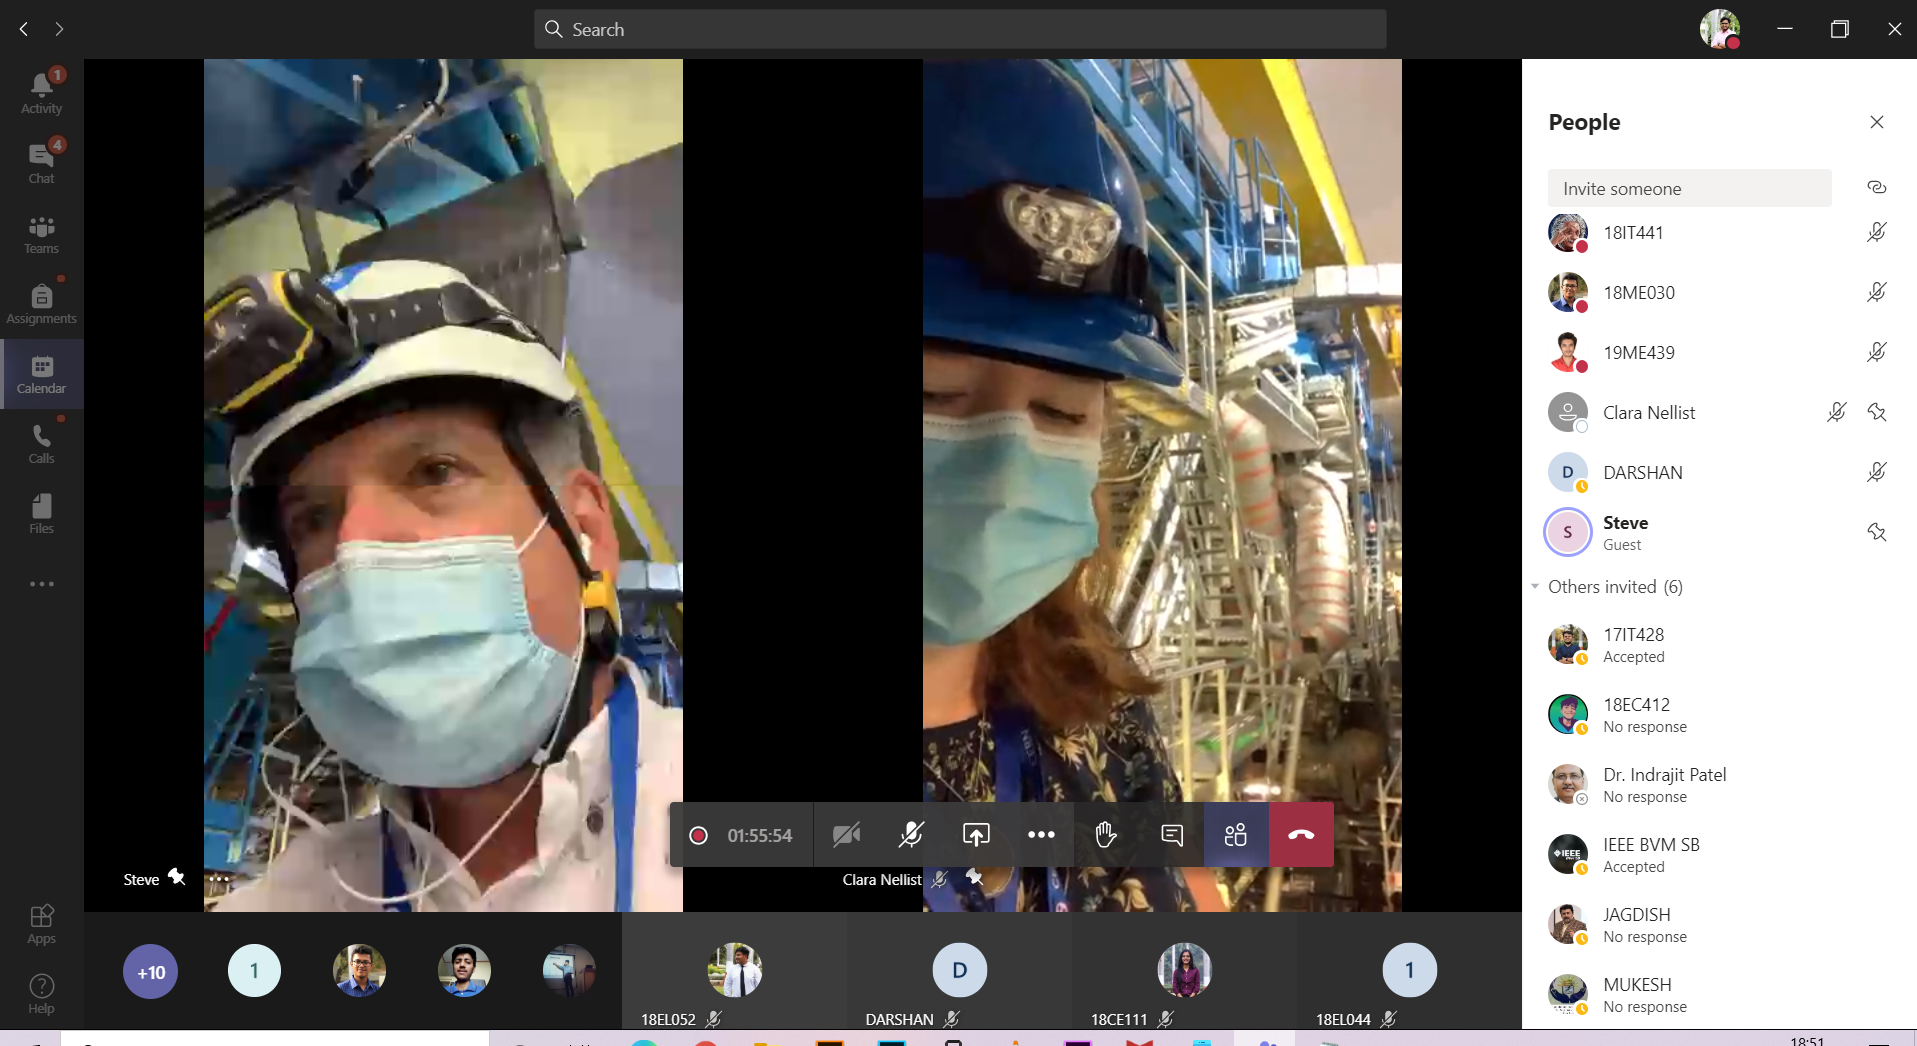 Search
1
Activity
4
Chat
Teams
Assignments
Calendar
Calls
Files
Apps
Help
Steve
Clara Nellist
01:55:54
+10
1
18EL052
D
DARSHAN
18CE111
1
18EL044
People
Invite someone
18IT441
18ME030
19ME439
Clara Nellist
D
DARSHAN
S
Steve
Guest
Others invited (6)
17IT428
Accepted
18EC412
No response
Dr. Indrajit Patel
No response
IEEE
IEEE BVM SB
Accepted
JAGDISH
No response
MUKESH
No response
18:51